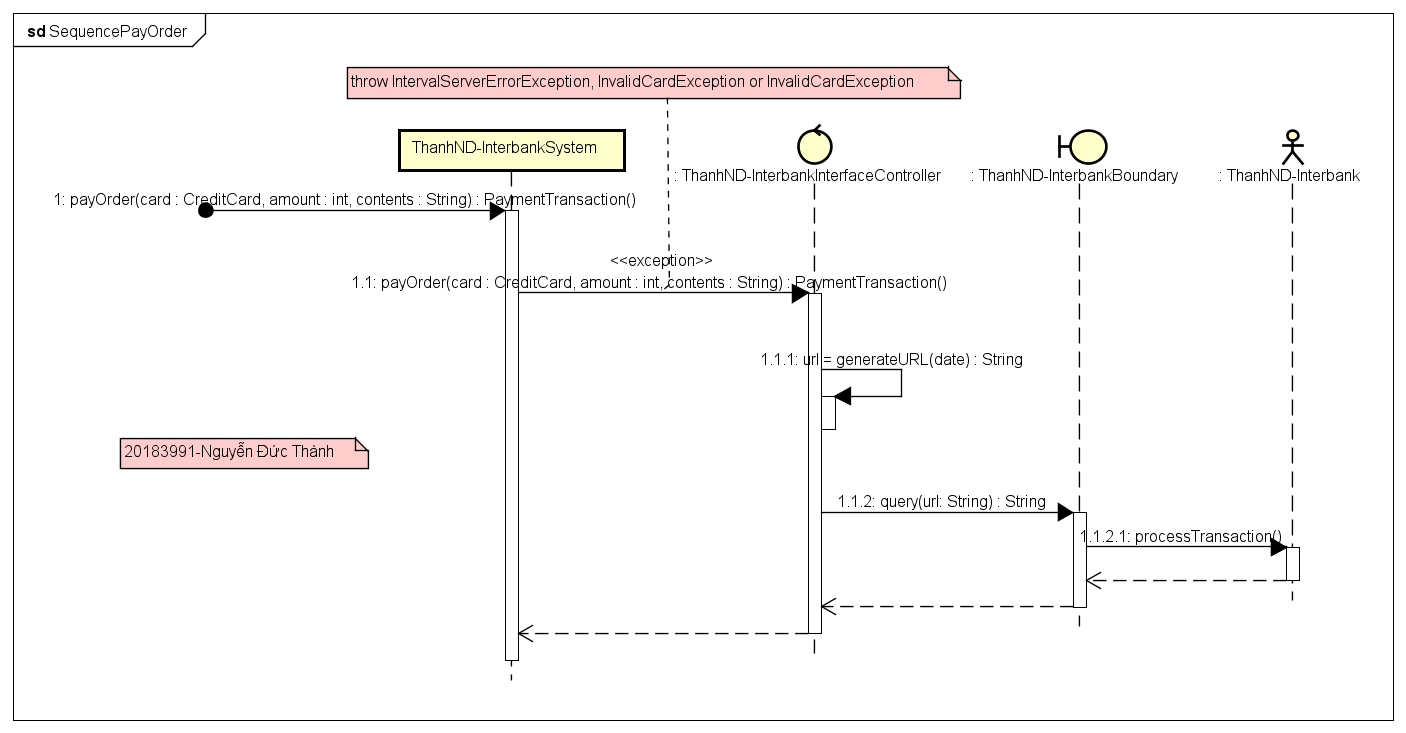 sd SequencePayOrder
throw IntervalServerErrorException, InvalidCardException or InvalidCardException
ThanhND-InterbankSystem
: ThanhND-InterbankInterfaceController
: ThanhND-InterbankBoundary
: ThanhND-Interbank
1: payOrder(card : CreditCard, amount : int, contents : String) : PaymentTransaction()
<<exception>>
1.1: payOrder(card : CreditCard, amount : int, contents : String) : PaymentTransaction()
1.1.1: url = generateURL(date) : String
20183991-Nguyễn Đức Thành
1.1.2: query(url: String) : String
1.1.2.1: processTransaction()